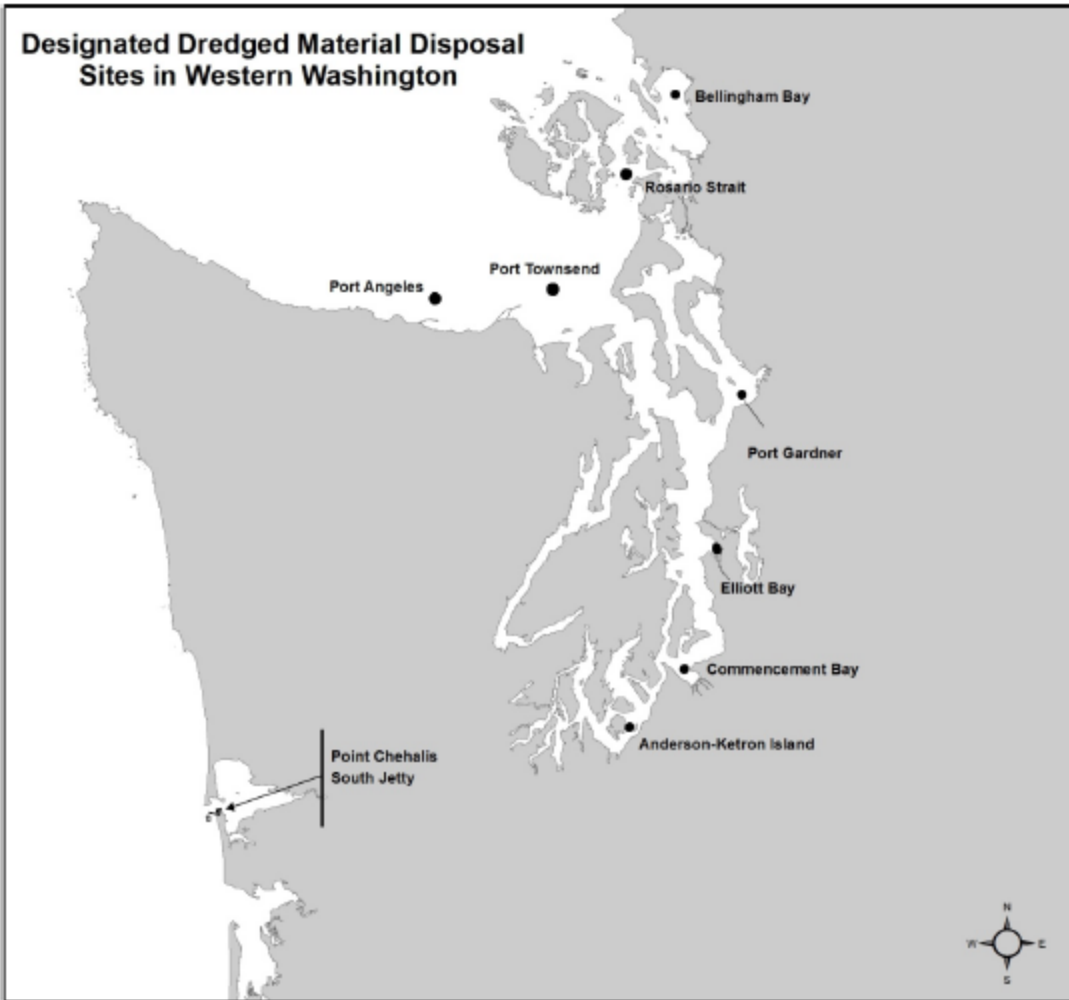 Designated Dredged Material Disposal
Sites in Western Washington
Bellingham Bay
Rosario Strait
Port Townsend
Port Angeles
Port Gardner
Elliott Bay
Commencement Bay
Anderson-Ketron Island
Point Chehalis
South Jetty
N
W E
S